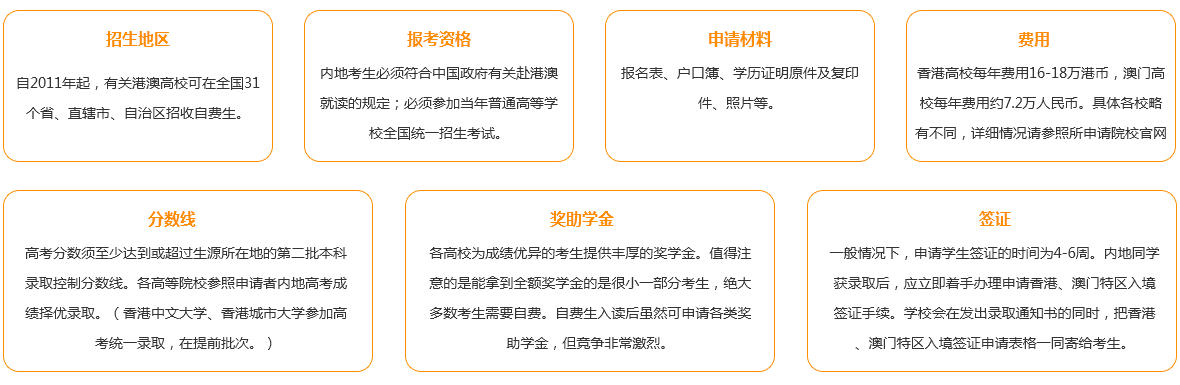 招生地区
自2011年起，有关港澳高校可在全国31
个省、直辖市、自治区招收自费生。
报考资格
内地考生必须符合中国政府有关赴港澳
就读的规定；必须参加当年普通高等学
校全国统一招生考试。
申请材料
报名表、户口簿、学历证明原件及复印
件、照片等。
费用
香港高校每年费用16-18万港币，澳门高
校每年费用约7.2万人民币。具体各校略
有不同，详细情况请参照所申请院校官网
分数线
高考分数须至少达到或超过生源所在地的第二批本科
录取控制分数线。各高等院校参照申请者内地高考成
绩择优录取。（香港中文大学、香港城市大学参加高
考统一录取，在提前批次。）
奖助学金
各高校为成绩优异的考生提供丰厚的奖学金。值得注
意的是能拿到全额奖学金的是很小一部分考生，绝大
多数考生需要自费。自费生入读后虽然可申请各类奖
助学金，但竞争非常激烈。
签证
一般情况下，申请学生签证的时间为4-6周。内地同学
获录取后，应立即着手办理申请香港、澳门特区入境
签证手续。学校会在发出录取通知书的同时，把香港
、澳门特区入境签证申请表格一同寄给考生。